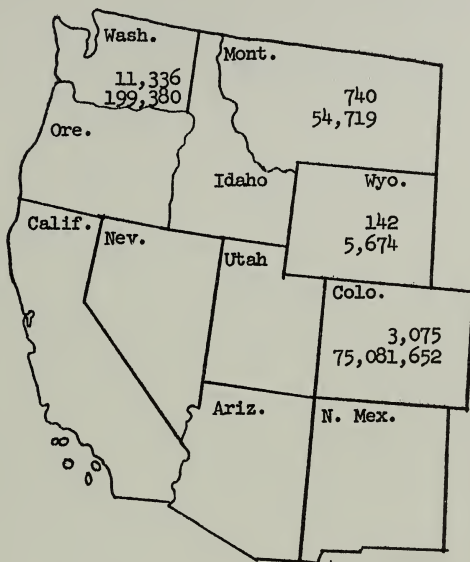 Wash.
11,336
199,380
Mont.
740
54,719
Ore.
Idaho
Wyo.
142
5,674
Calif.
Nev.
Utah
Colo.
3,075
75,081,652
Ariz.
N. Mex.